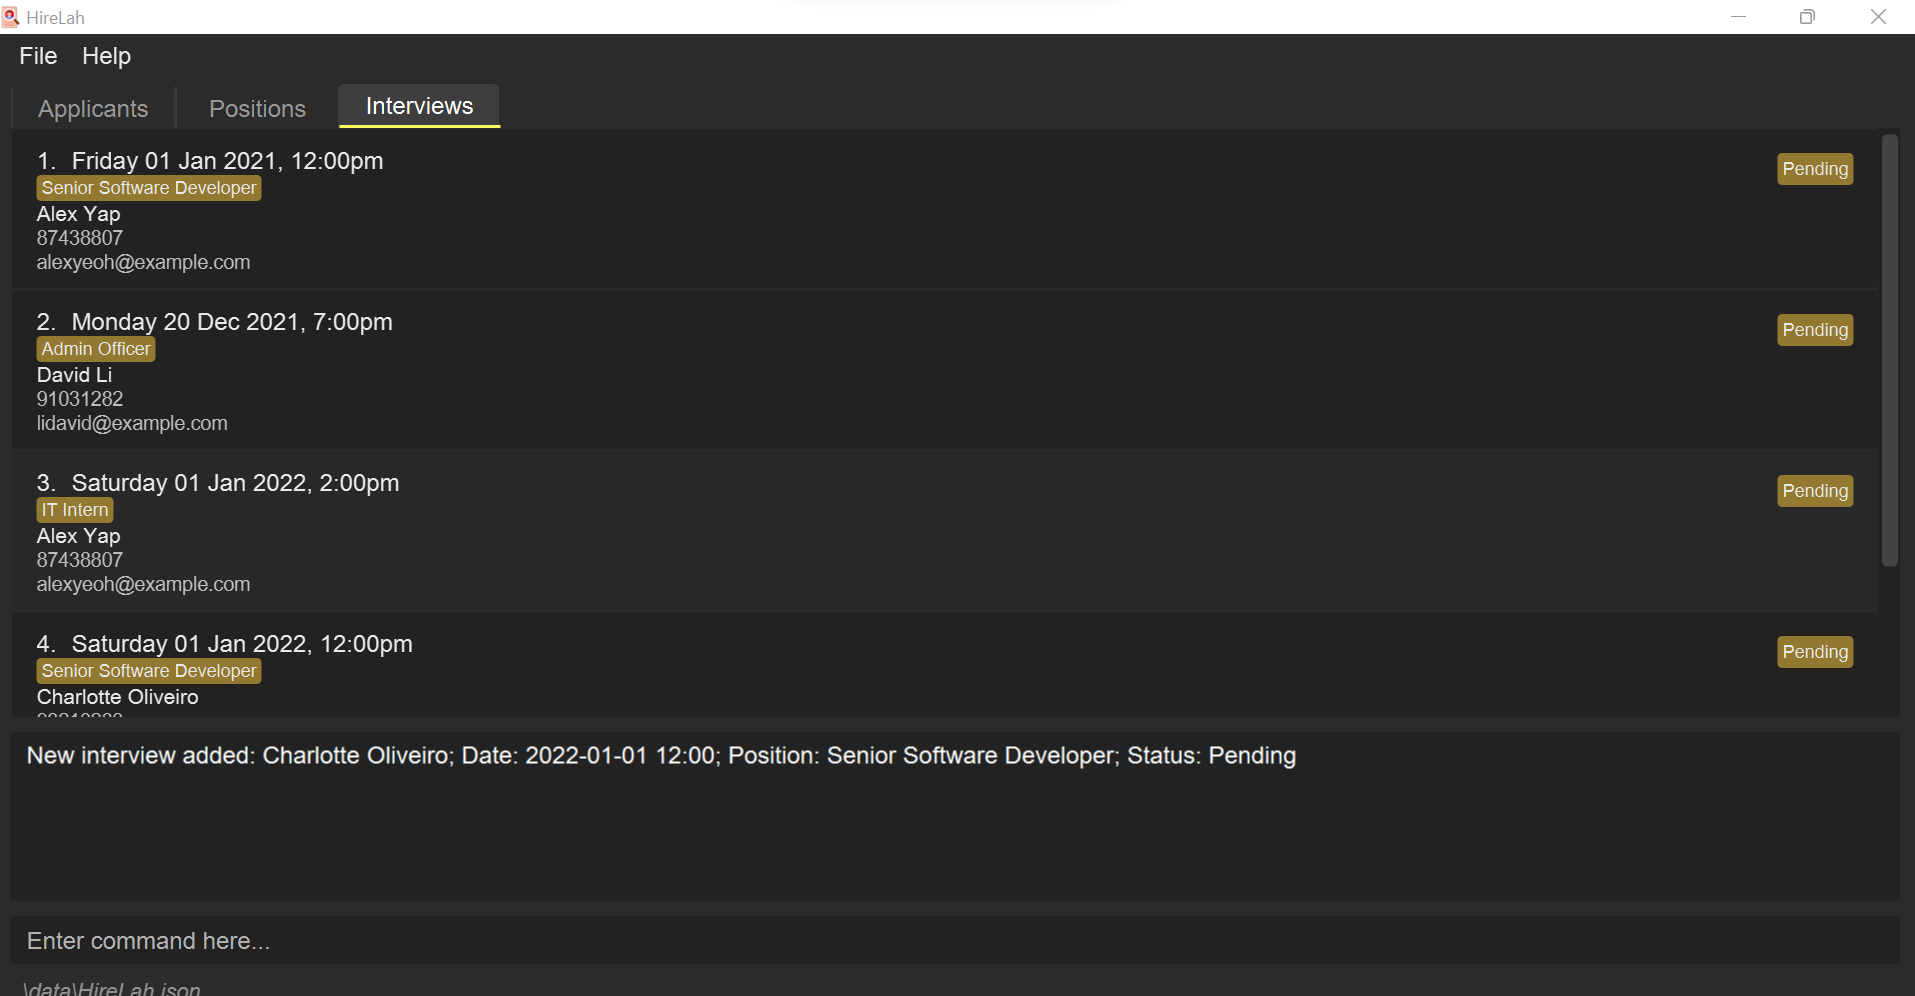 HireLah
File Help
Applicants Positions Interviews
1. Friday 01 Jan 2021, 12:00pm Pending
Senior Software Developer
Alex Yap
87438807
alexyeoh@example.com
2. Monday 20 Dec 2021, 7:00pm Pending
Admin Officer
David Li
91031282
lidavid@example.com
3. Saturday 01 Jan 2022, 2:00pm Pending
IT Intern
Alex Yap
87438807
alexyeoh@example.com
4. Saturday 01 Jan 2022, 12:00pm Pending
Senior Software Developer
Charlotte Oliveiro
New interview added: Charlotte Oliveiro; Date: 2022-01-01 12:00; Position: Senior Software Developer; Status: Pending
Enter command here...
\data\HireLah.json